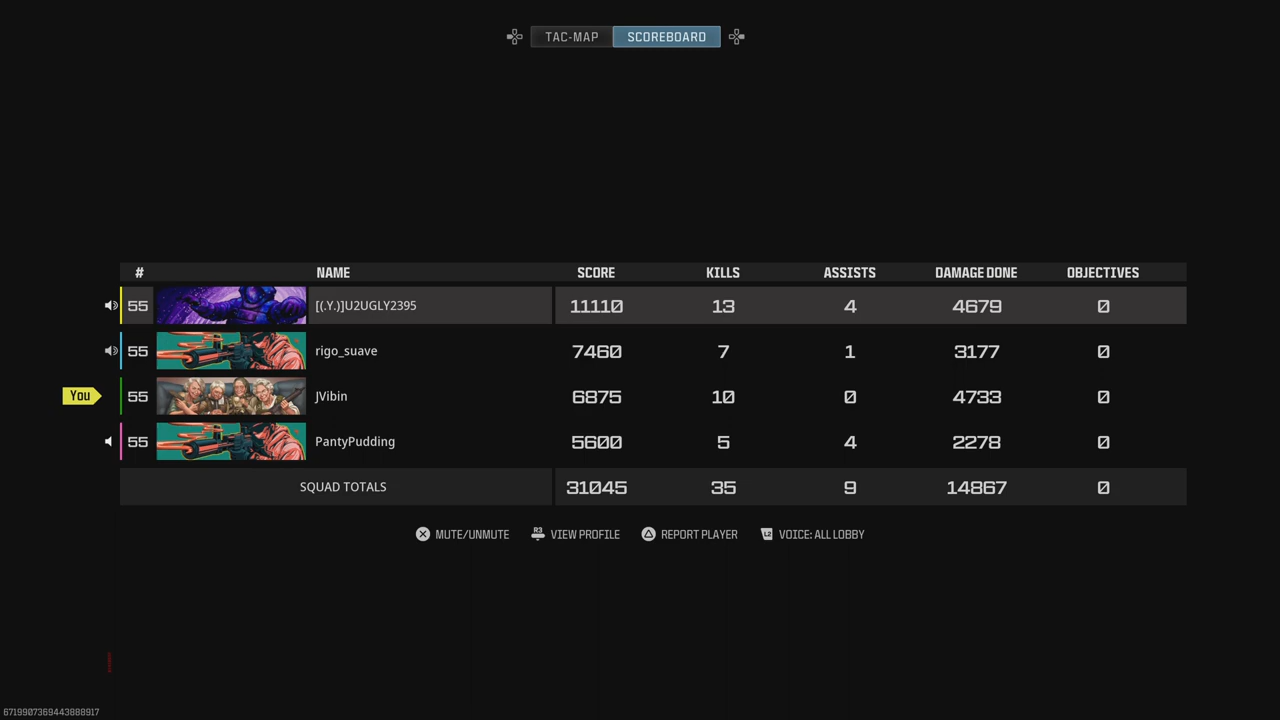 TAC-MAP SCOREBOARD
# NAME SCORE KILLS ASSISTS DAMAGE DONE OBJECTIVES
55 [(.Y.)]U2UGLY2395 11110 13 4 4679 0
55 rigo_suave 7460 7 1 3177 0
You 55 JVibin 6875 10 0 4733 0
55 PantyPudding 5600 5 4 2278 0
SQUAD TOTALS 31045 35 9 14867 0
MUTE/UNMUTE R3 VIEW PROFILE REPORT PLAYER L2 VOICE: ALL LOBBY
6719907369443888917